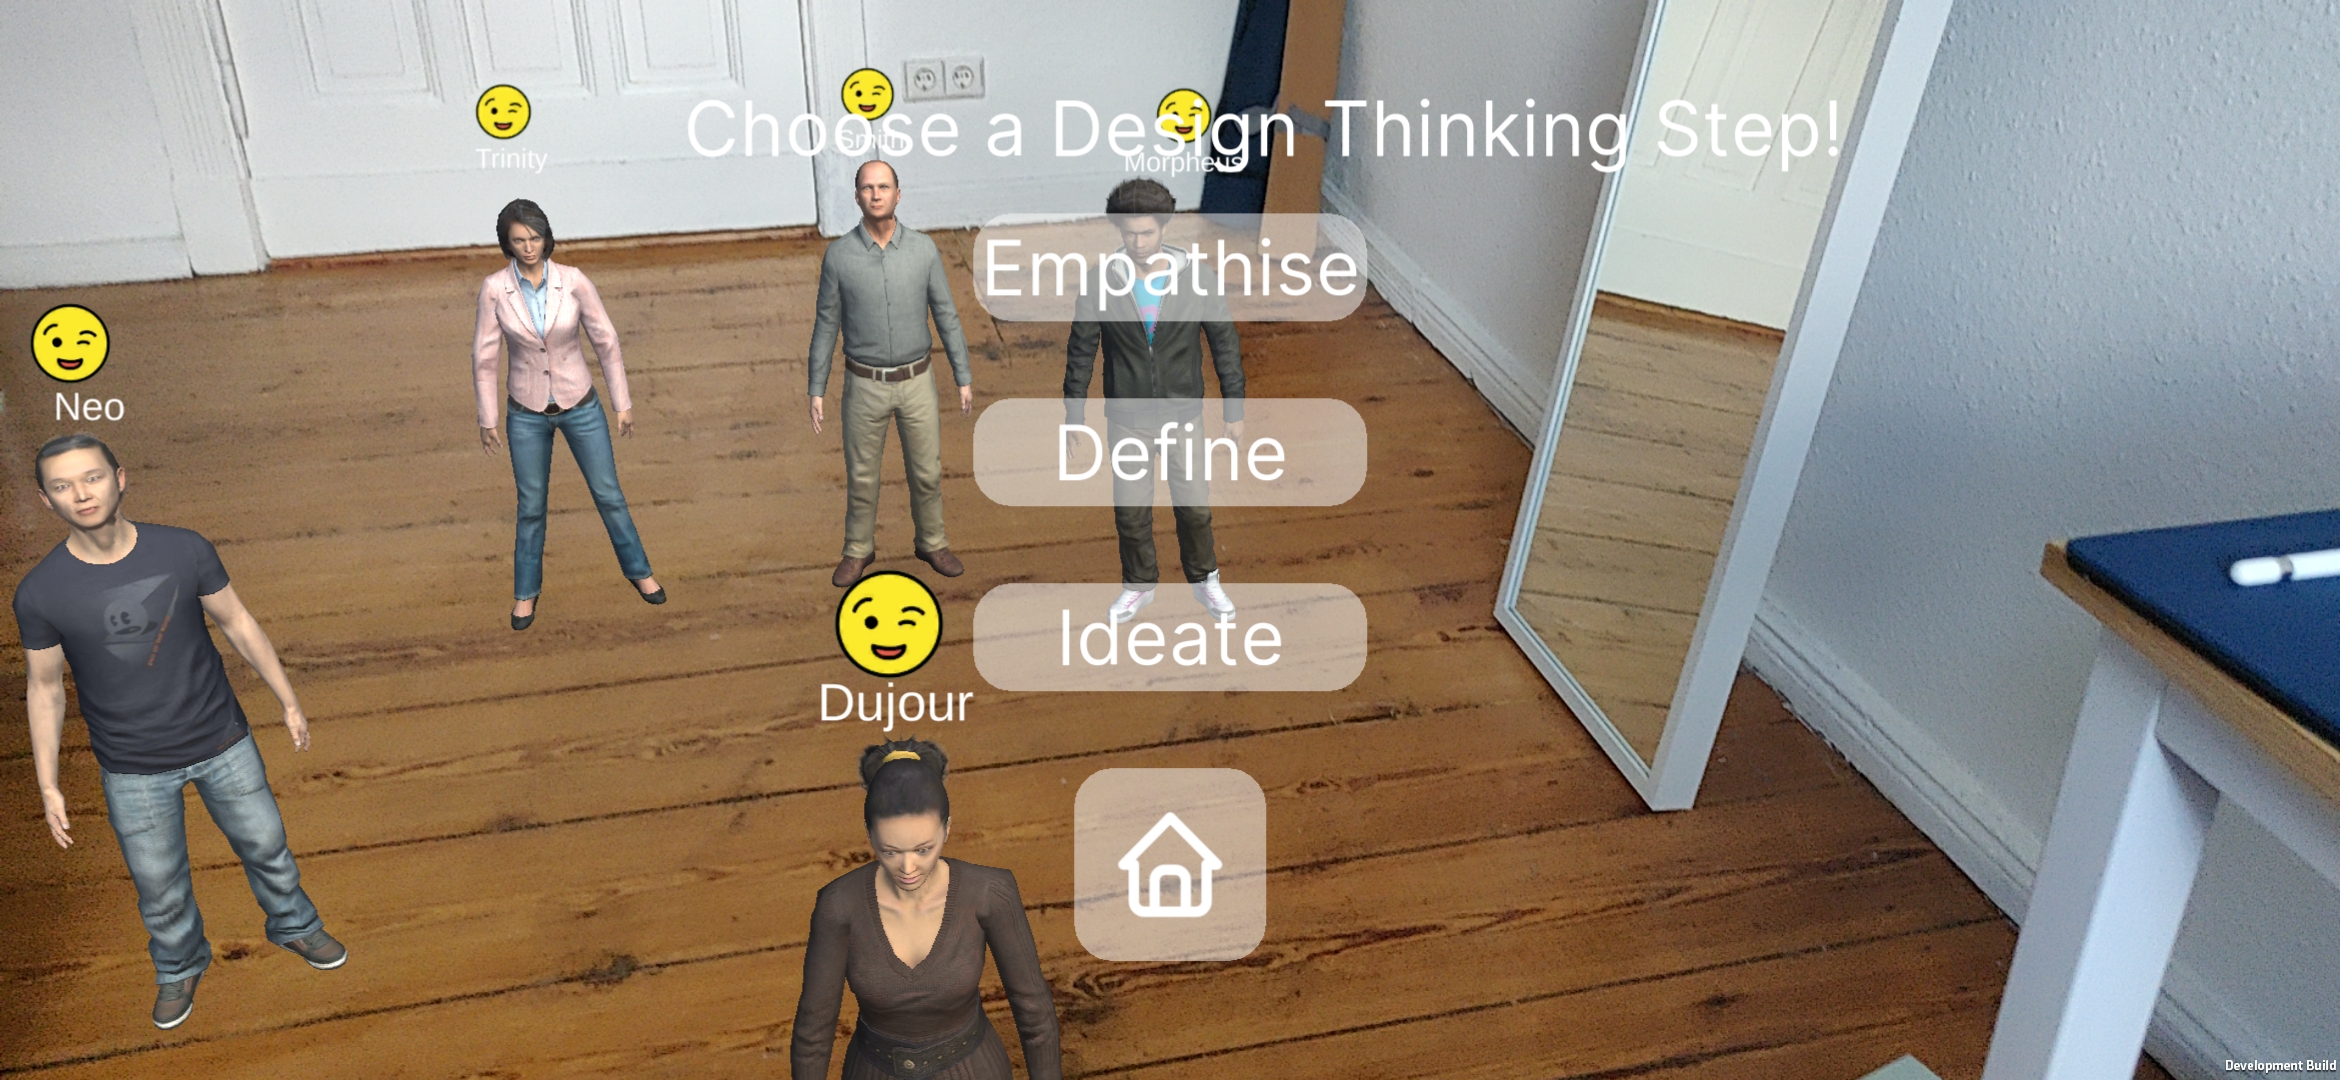 Choose a Design Thinking Step!
Trinity
Smith
Morpheus
Empathise
Neo
Define
Ideate
Dujour
Development Build